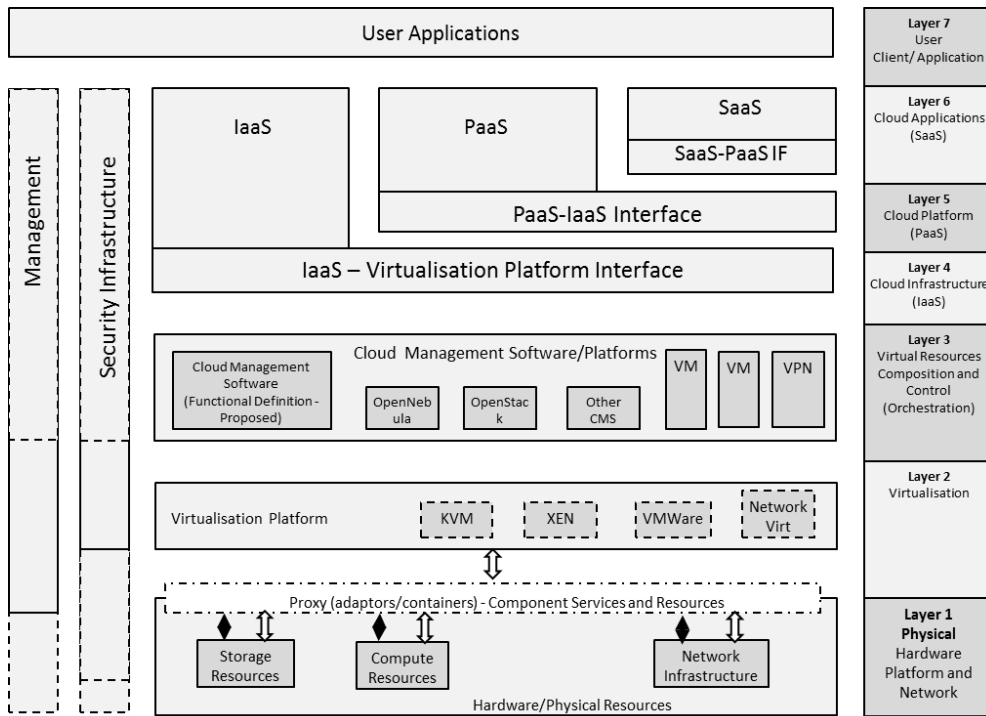 User Applications
Management
Security Infrastructure
IaaS
PaaS
SaaS
SaaS-PaaS IF
PaaS-IaaS Interface
IaaS – Virtualisation Platform Interface
Cloud Management Software/Platforms
Cloud Management
Software
(Functional Definition -
Proposed)
OpenNeb
ula
OpenStac
k
Other
CMS
VM
VM
VPN
Virtualisation Platform
KVM
XEN
VMWare
Network
Virt
Proxy (adaptors/containers) - Component Services and Resources
Storage
Resources
Compute
Resources
Network
Infrastructure
Hardware/Physical Resources
Layer 7
User
Client/ Application
Layer 6
Cloud Applications
(SaaS)
Layer 5
Cloud Platform
(PaaS)
Layer 4
Cloud Infrastructure
(IaaS)
Layer 3
Virtual Resources
Composition and
Control
(Orchestration)
Layer 2
Virtualisation
Layer 1
Physical
Hardware
Platform and
Network